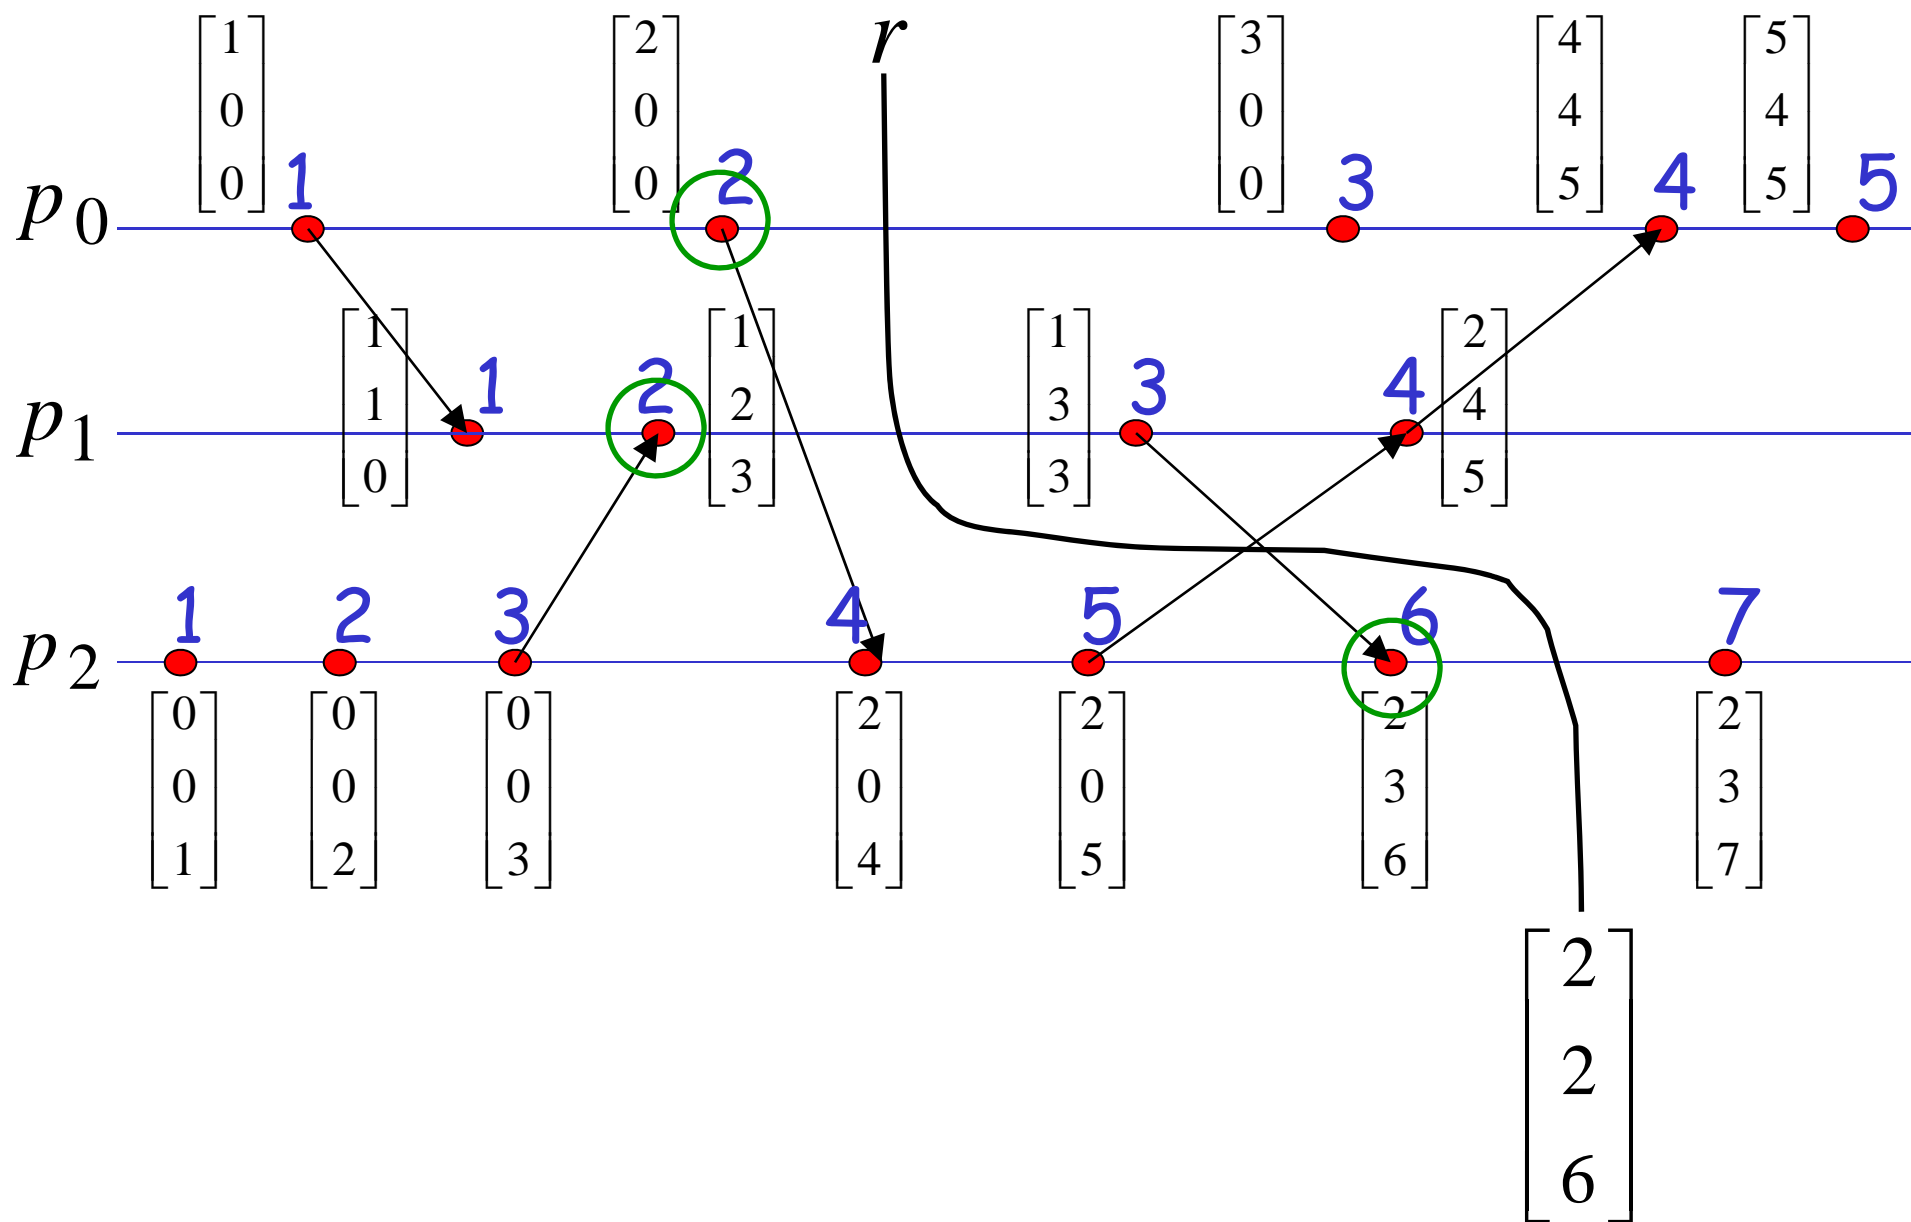 1 2 r 3 4 5
0 0 0 4 4
0 1 0 2 0 3 5 4 5 5
p0
1 1 1 2
1 1 2 2 3 3 4 4
p1
0 3 3 5
1 2 3 4 5 6 7
p2
0 0 0 2 2 2 2
0 0 0 0 0 3 3
1 2 3 4 5 6 7
2
2
6